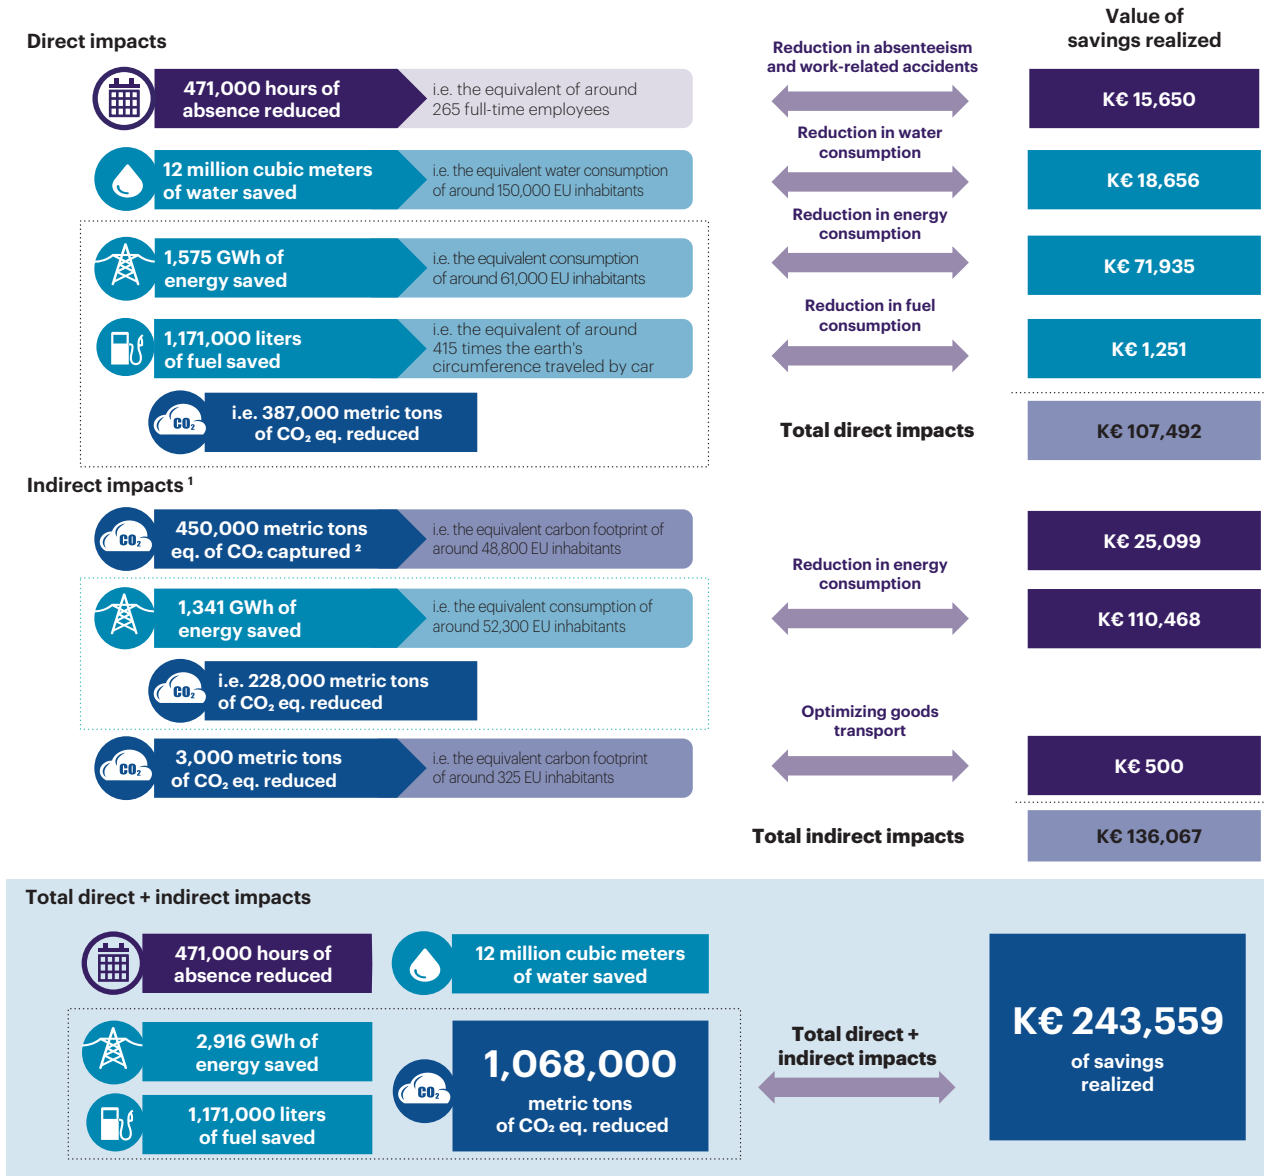 Direct impacts
Value of
savings realized
471,000 hours of
absence reduced
i.e. the equivalent of around
265 full-time employees
Reduction in absenteeism
and work-related accidents
K€ 15,650
12 million cubic meters
of water saved
i.e. the equivalent water consumption
of around 150,000 EU inhabitants
Reduction in water
consumption
K€ 18,656
1,575 GWh of
energy saved
i.e. the equivalent consumption
of around 61,000 EU inhabitants
Reduction in energy
consumption
K€ 71,935
1,171,000 liters
of fuel saved
i.e. the equivalent of around
415 times the earth's
circumference traveled by car
Reduction in fuel
consumption
K€ 1,251
CO₂
i.e. 387,000 metric tons
of CO₂ eq. reduced
Total direct impacts
K€ 107,492
Indirect impacts ¹
CO₂
450,000 metric tons
eq. of CO₂ captured ²
i.e. the equivalent carbon footprint of
around 48,800 EU inhabitants
K€ 25,099
1,341 GWh of
energy saved
i.e. the equivalent consumption of
around 52,300 EU inhabitants
Reduction in energy
consumption
K€ 110,468
CO₂
i.e. 228,000 metric tons
of CO₂ eq. reduced
CO₂
3,000 metric tons
of CO₂ eq. reduced
i.e. the equivalent carbon footprint
of around 325 EU inhabitants
Optimizing goods
transport
K€ 500
Total indirect impacts
K€ 136,067
Total direct + indirect impacts
471,000 hours of
absence reduced
12 million cubic meters
of water saved
2,916 GWh of
energy saved
1,171,000 liters
of fuel saved
CO₂
1,068,000
metric tons
of CO₂ eq. reduced
Total direct +
indirect impacts
K€ 243,559
of savings
realized